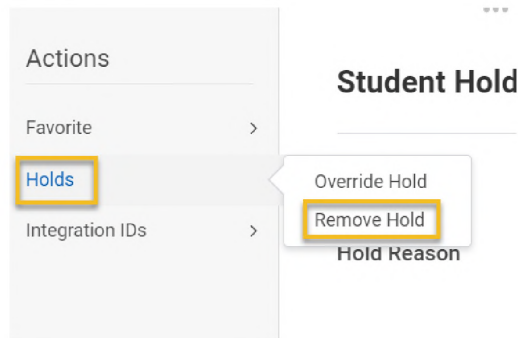 Actions
Student Hold
Favorite
Holds
Override Hold
Remove Hold
Integration IDs
Hold Reason